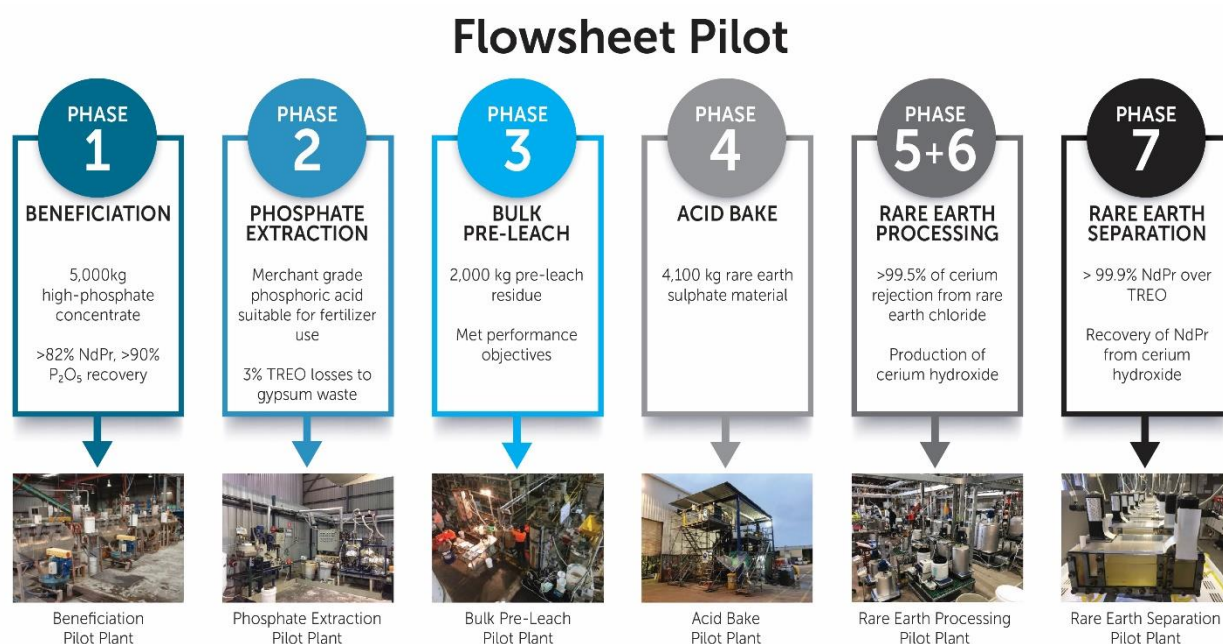 Flowsheet Pilot
PHASE
1
BENEFICIATION
5,000kg
high-phosphate
concentrate
>82% NdPr, >90%
P₂O₅ recovery
Beneficiation
Pilot Plant
PHASE
2
PHOSPHATE
EXTRACTION
Merchant grade
phosphoric acid
suitable for fertilizer
use
3% TREO losses to
gypsum waste
Phosphate Extraction
Pilot Plant
PHASE
3
BULK
PRE-LEACH
2,000 kg pre-leach
residue
Met performance
objectives
Bulk Pre-Leach
Pilot Plant
PHASE
4
ACID BAKE
4,100 kg rare earth
sulphate material
Acid Bake
Pilot Plant
PHASE
5+6
RARE EARTH
PROCESSING
>99.5% of cerium
rejection from rare
earth chloride
Production of
cerium hydroxide
Rare Earth Processing
Pilot Plant
PHASE
7
RARE EARTH
SEPARATION
> 99.9% NdPr over
TREO
Recovery of NdPr
from cerium
hydroxide
Rare Earth Separation
Pilot Plant